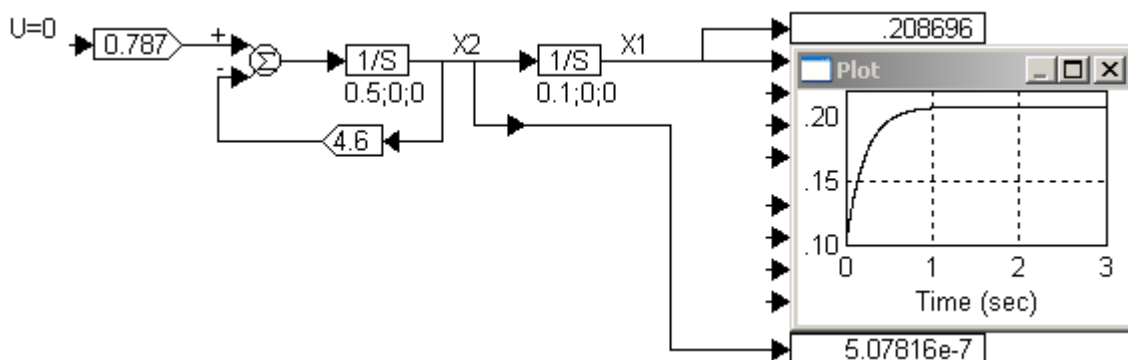 U=0
0.787
+
-
Σ
1/S
0.5;0;0
X2
1/S
0.1;0;0
X1
4.6
.208696
Plot
.20
.15
.10
0 1 2 3
Time (sec)
5.07816e-7